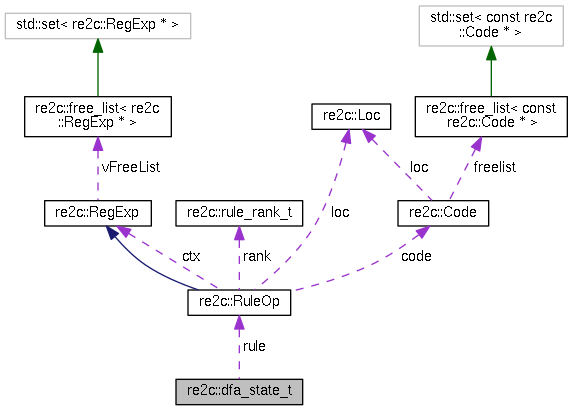 std::set< re2c::RegExp * >
std::set< const re2c
::Code * >
re2c::free_list< re2c
::RegExp * >
re2c::Loc
re2c::free_list< const
re2c::Code * >
vFreeList
loc
freelist
re2c::RegExp
re2c::rule_rank_t
loc
re2c::Code
ctx
rank
code
re2c::RuleOp
rule
re2c::dfa_state_t